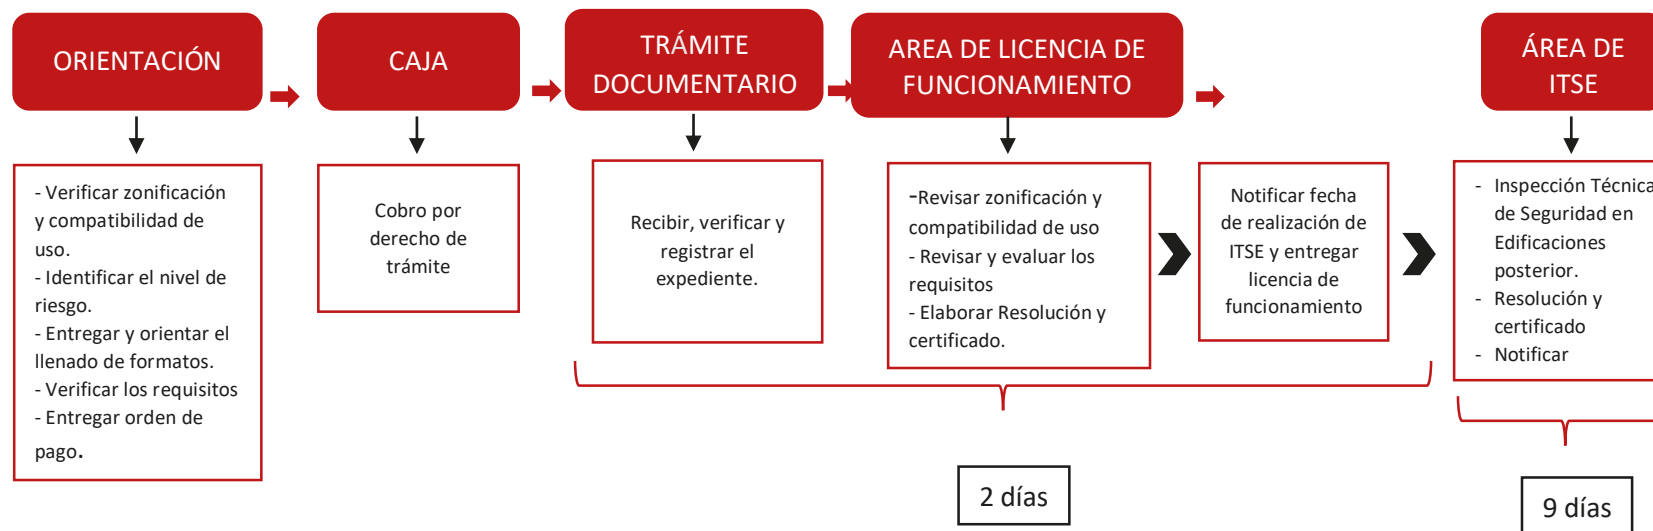 ORIENTACIÓN
- Verificar zonificación
y compatibilidad de
uso.
- Identificar el nivel de
riesgo.
- Entregar y orientar el
llenado de formatos.
- Verificar los requisitos
- Entregar orden de
pago.
CAJA
Cobro por
derecho de
trámite
TRÁMITE
DOCUMENTARIO
Recibir, verificar y
registrar el
expediente.
AREA DE LICENCIA DE
FUNCIONAMIENTO
-Revisar zonificación y
compatibilidad de uso
- Revisar y evaluar los
requisitos
- Elaborar Resolución y
certificado.
Notificar fecha
de realización de
ITSE y entregar
licencia de
funcionamiento
2 días
ÁREA DE
ITSE
- Inspección Técnica
de Seguridad en
Edificaciones
posterior.
- Resolución y
certificado
- Notificar
9 días